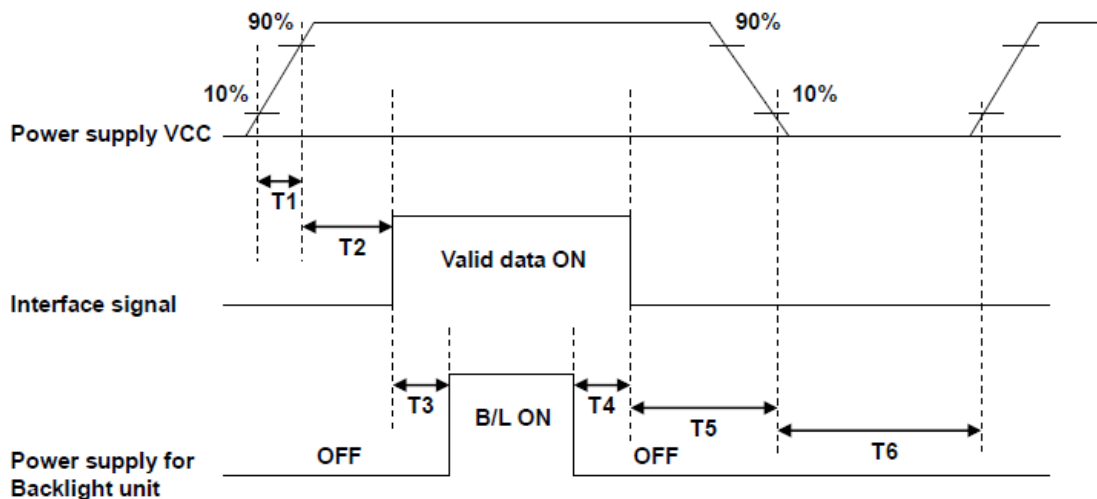 90%
90%
10%
10%
Power supply VCC
T1
T2
Valid data ON
Interface signal
T3
B/L ON
T4
T5
T6
OFF
OFF
Power supply for
Backlight unit